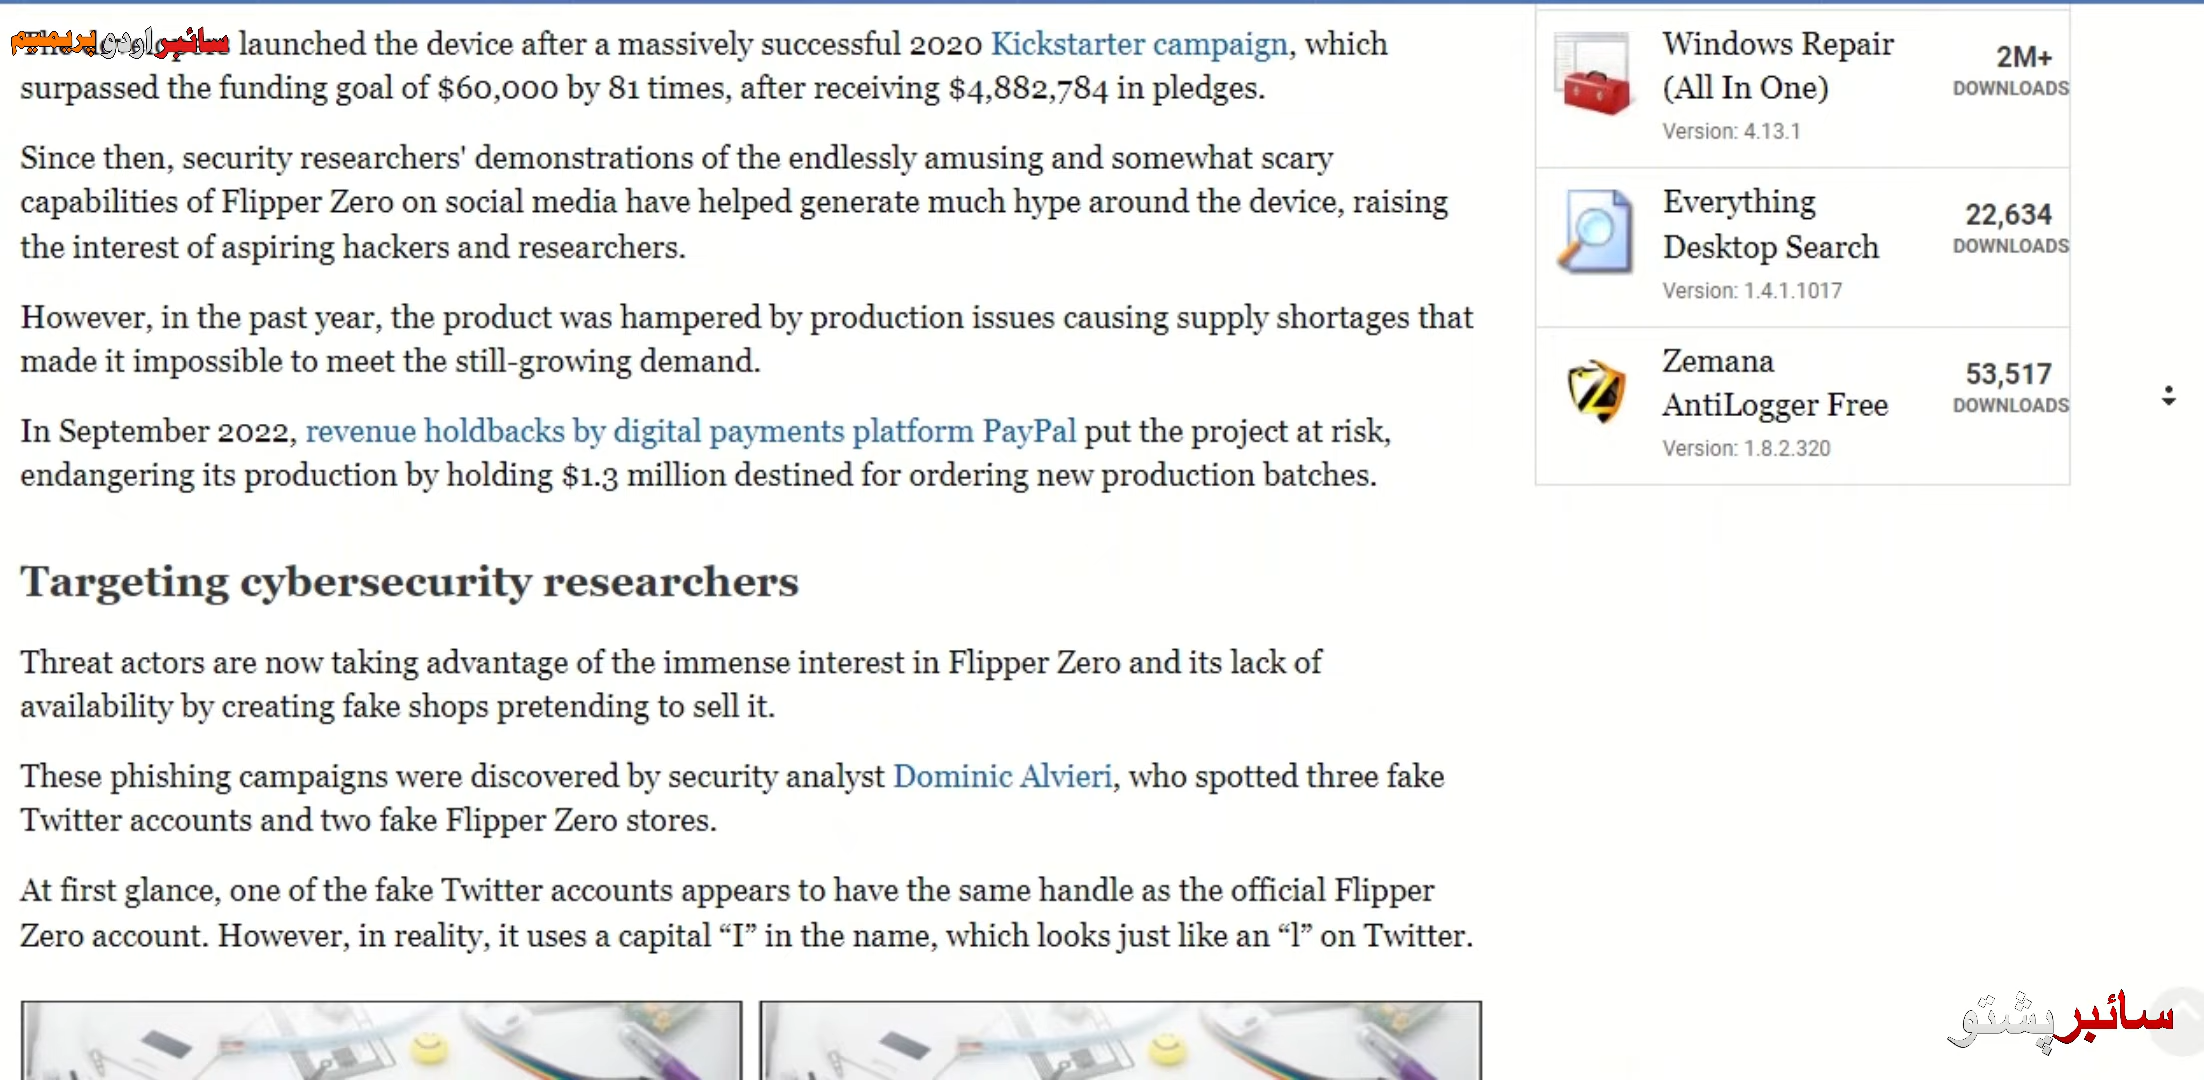 سائبر اردو پریمیم
launched the device after a massively successful 2020 Kickstarter campaign, which
surpassed the funding goal of $60,000 by 81 times, after receiving $4,882,784 in pledges.
Since then, security researchers' demonstrations of the endlessly amusing and somewhat scary
capabilities of Flipper Zero on social media have helped generate much hype around the device, raising
the interest of aspiring hackers and researchers.
However, in the past year, the product was hampered by production issues causing supply shortages that
made it impossible to meet the still-growing demand.
In September 2022, revenue holdbacks by digital payments platform PayPal put the project at risk,
endangering its production by holding $1.3 million destined for ordering new production batches.
Targeting cybersecurity researchers
Threat actors are now taking advantage of the immense interest in Flipper Zero and its lack of
availability by creating fake shops pretending to sell it.
These phishing campaigns were discovered by security analyst Dominic Alvieri, who spotted three fake
Twitter accounts and two fake Flipper Zero stores.
At first glance, one of the fake Twitter accounts appears to have the same handle as the official Flipper
Zero account. However, in reality, it uses a capital “I” in the name, which looks just like an “l” on Twitter.
Windows Repair
(All In One)
Version: 4.13.1
2M+
DOWNLOADS
Everything
Desktop Search
Version: 1.4.1.1017
22,634
DOWNLOADS
Zemana
AntiLogger Free
Version: 1.8.2.320
53,517
DOWNLOADS
سائبر پشتو